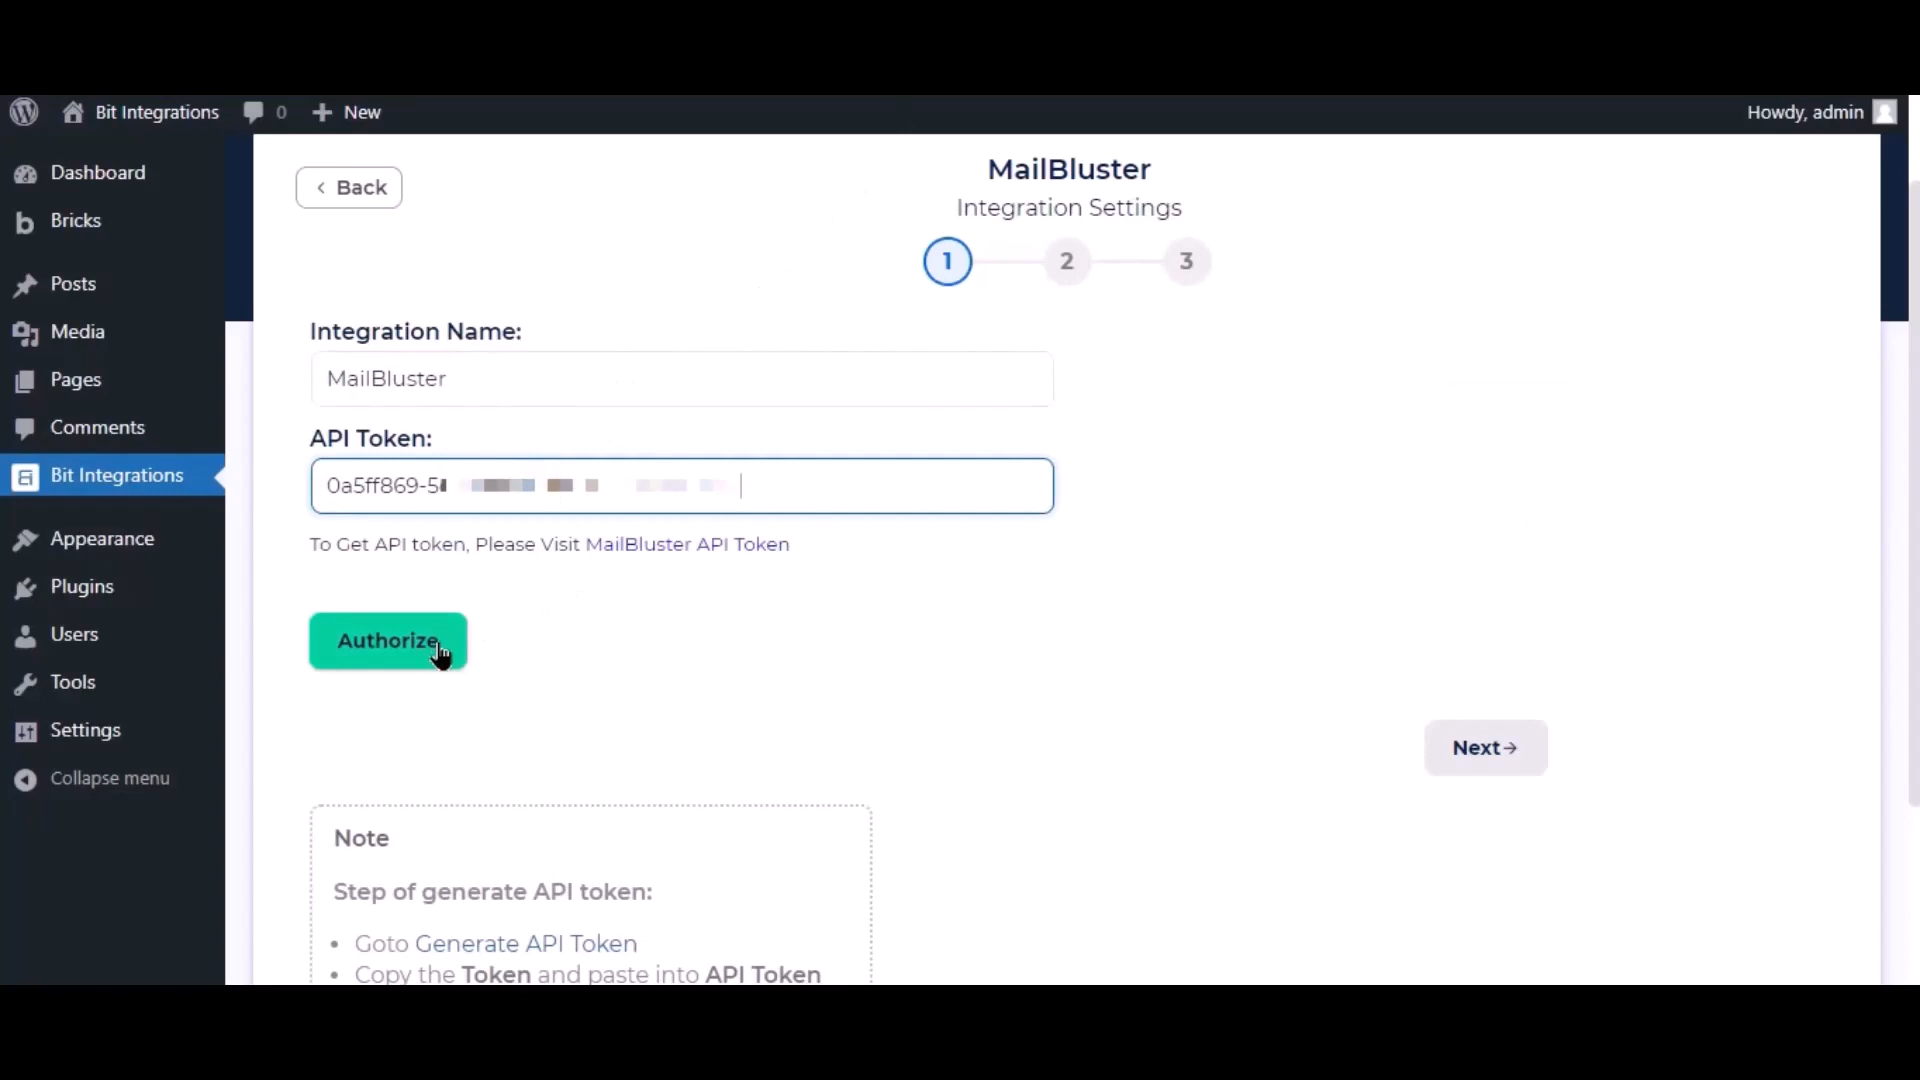 Bit Integrations 0 New Howdy, admin
Dashboard
Bricks
Posts
Media
Pages
Comments
Bit Integrations
Appearance
Plugins
Users
Tools
Settings
Collapse menu
Back
MailBluster
Integration Settings
1 2 3
Integration Name:
MailBluster
API Token:
0a5ff869-5
To Get API token, Please Visit MailBluster API Token
Authorize
Next
Note
Step of generate API token:
Goto Generate API Token
Copy the Token and paste into API Token